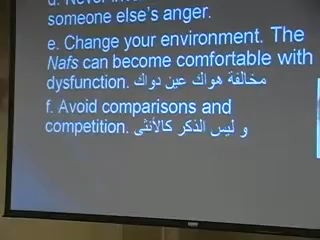 d. Never
someone else's anger.
e. Change your environment. The
Nafs can become comfortable with
dysfunction. مخالفة هواك عين دواك
f. Avoid comparisons and
competition. و ليس الذكر كالأنثى